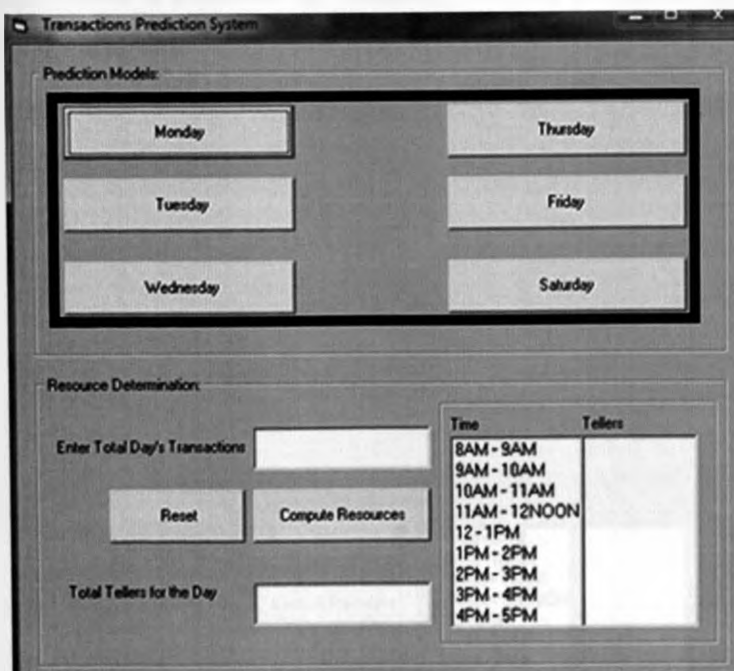 Transactions Prediction System
Prediction Models:
Monday
Thursday
Tuesday
Friday
Wednesday
Saturday
Resource Determination:
Enter Total Day's Transactions
Reset
Compute Resources
Total Tellers for the Day
Time Tellers
8AM - 9AM
9AM - 10AM
10AM - 11AM
11AM - 12NOON
12 - 1PM
1PM - 2PM
2PM - 3PM
3PM - 4PM
4PM - 5PM